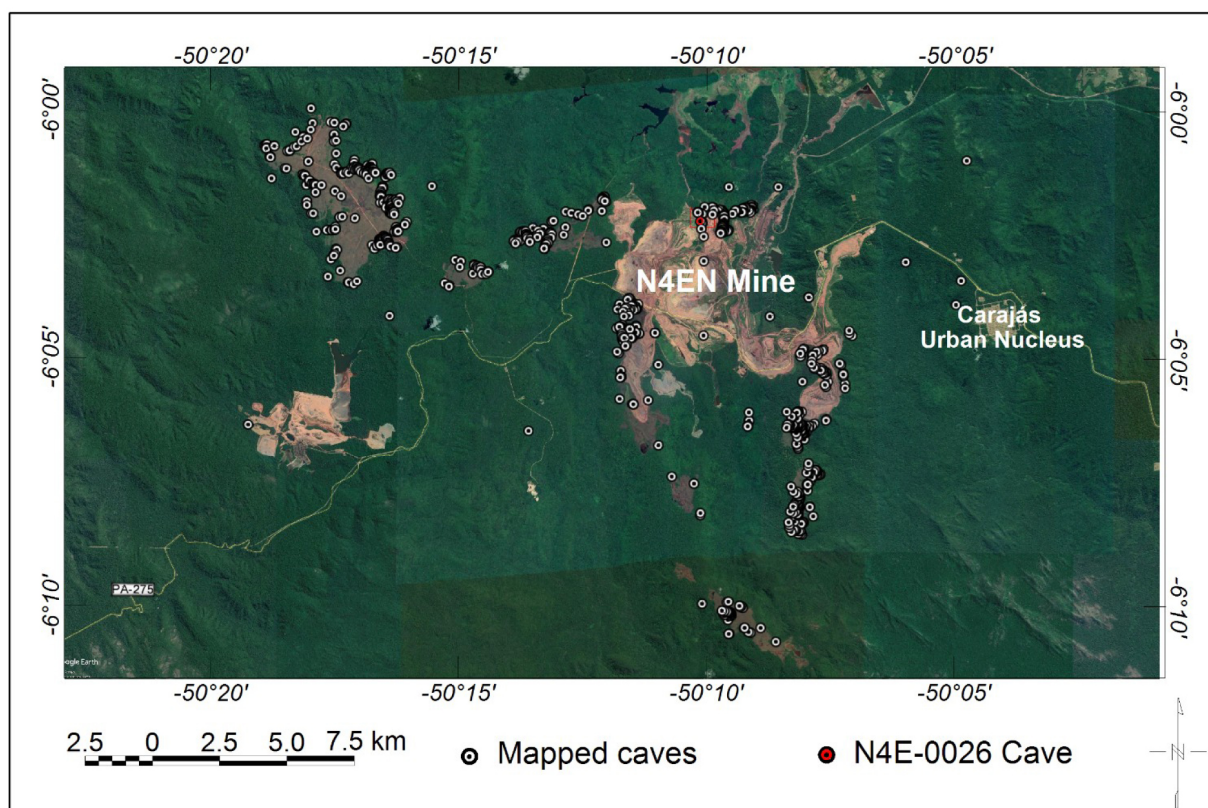 -50°20' -50°15' -50°10' -50°05'
-6°00' -6°00'
N4EN Mine
Carajás
Urban Nucleus
-6°05' -6°05'
PA-275
-6°10' -6°10'
ogle Earth
-50°20' -50°15' -50°10' -50°05'
2.5 0 2.5 5.0 7.5 km
Mapped caves
N4E-0026 Cave
N